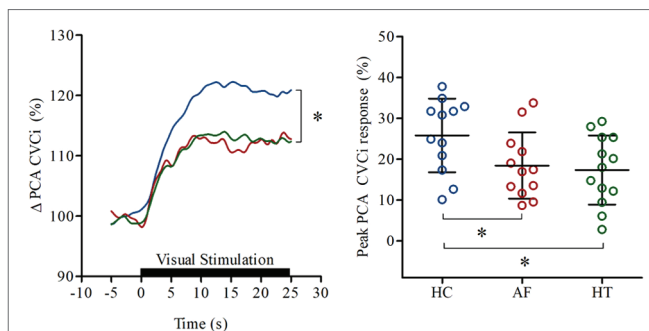 Δ PCA CVCi (%)
130
120
110
100
90
*
Visual Stimulation
-10 -5 0 5 10 15 20 25 30
Time (s)
Peak PCA CVCi response (%)
50
40
30
20
10
0
*
*
HC AF HT